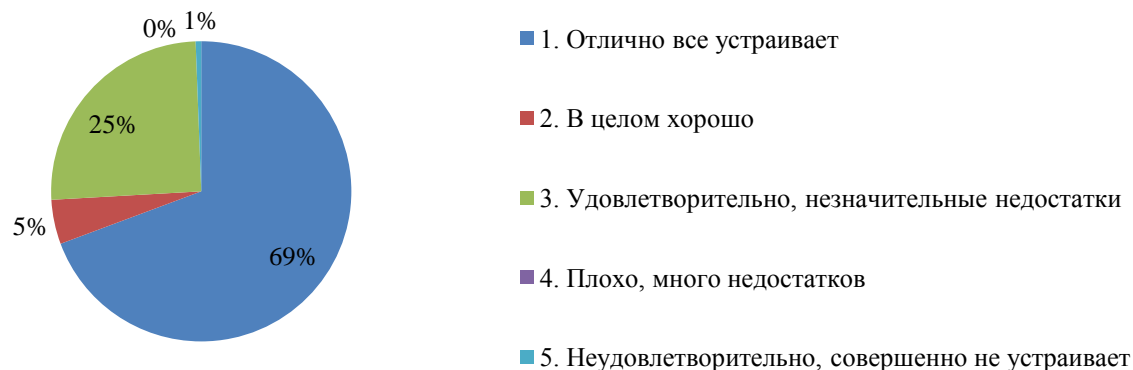 0%
1%
25%
5%
69%
1. Отлично все устраивает
2. В целом хорошо
3. Удовлетворительно, незначительные недостатки
4. Плохо, много недостатков
5. Неудовлетворительно, совершенно не устраивает